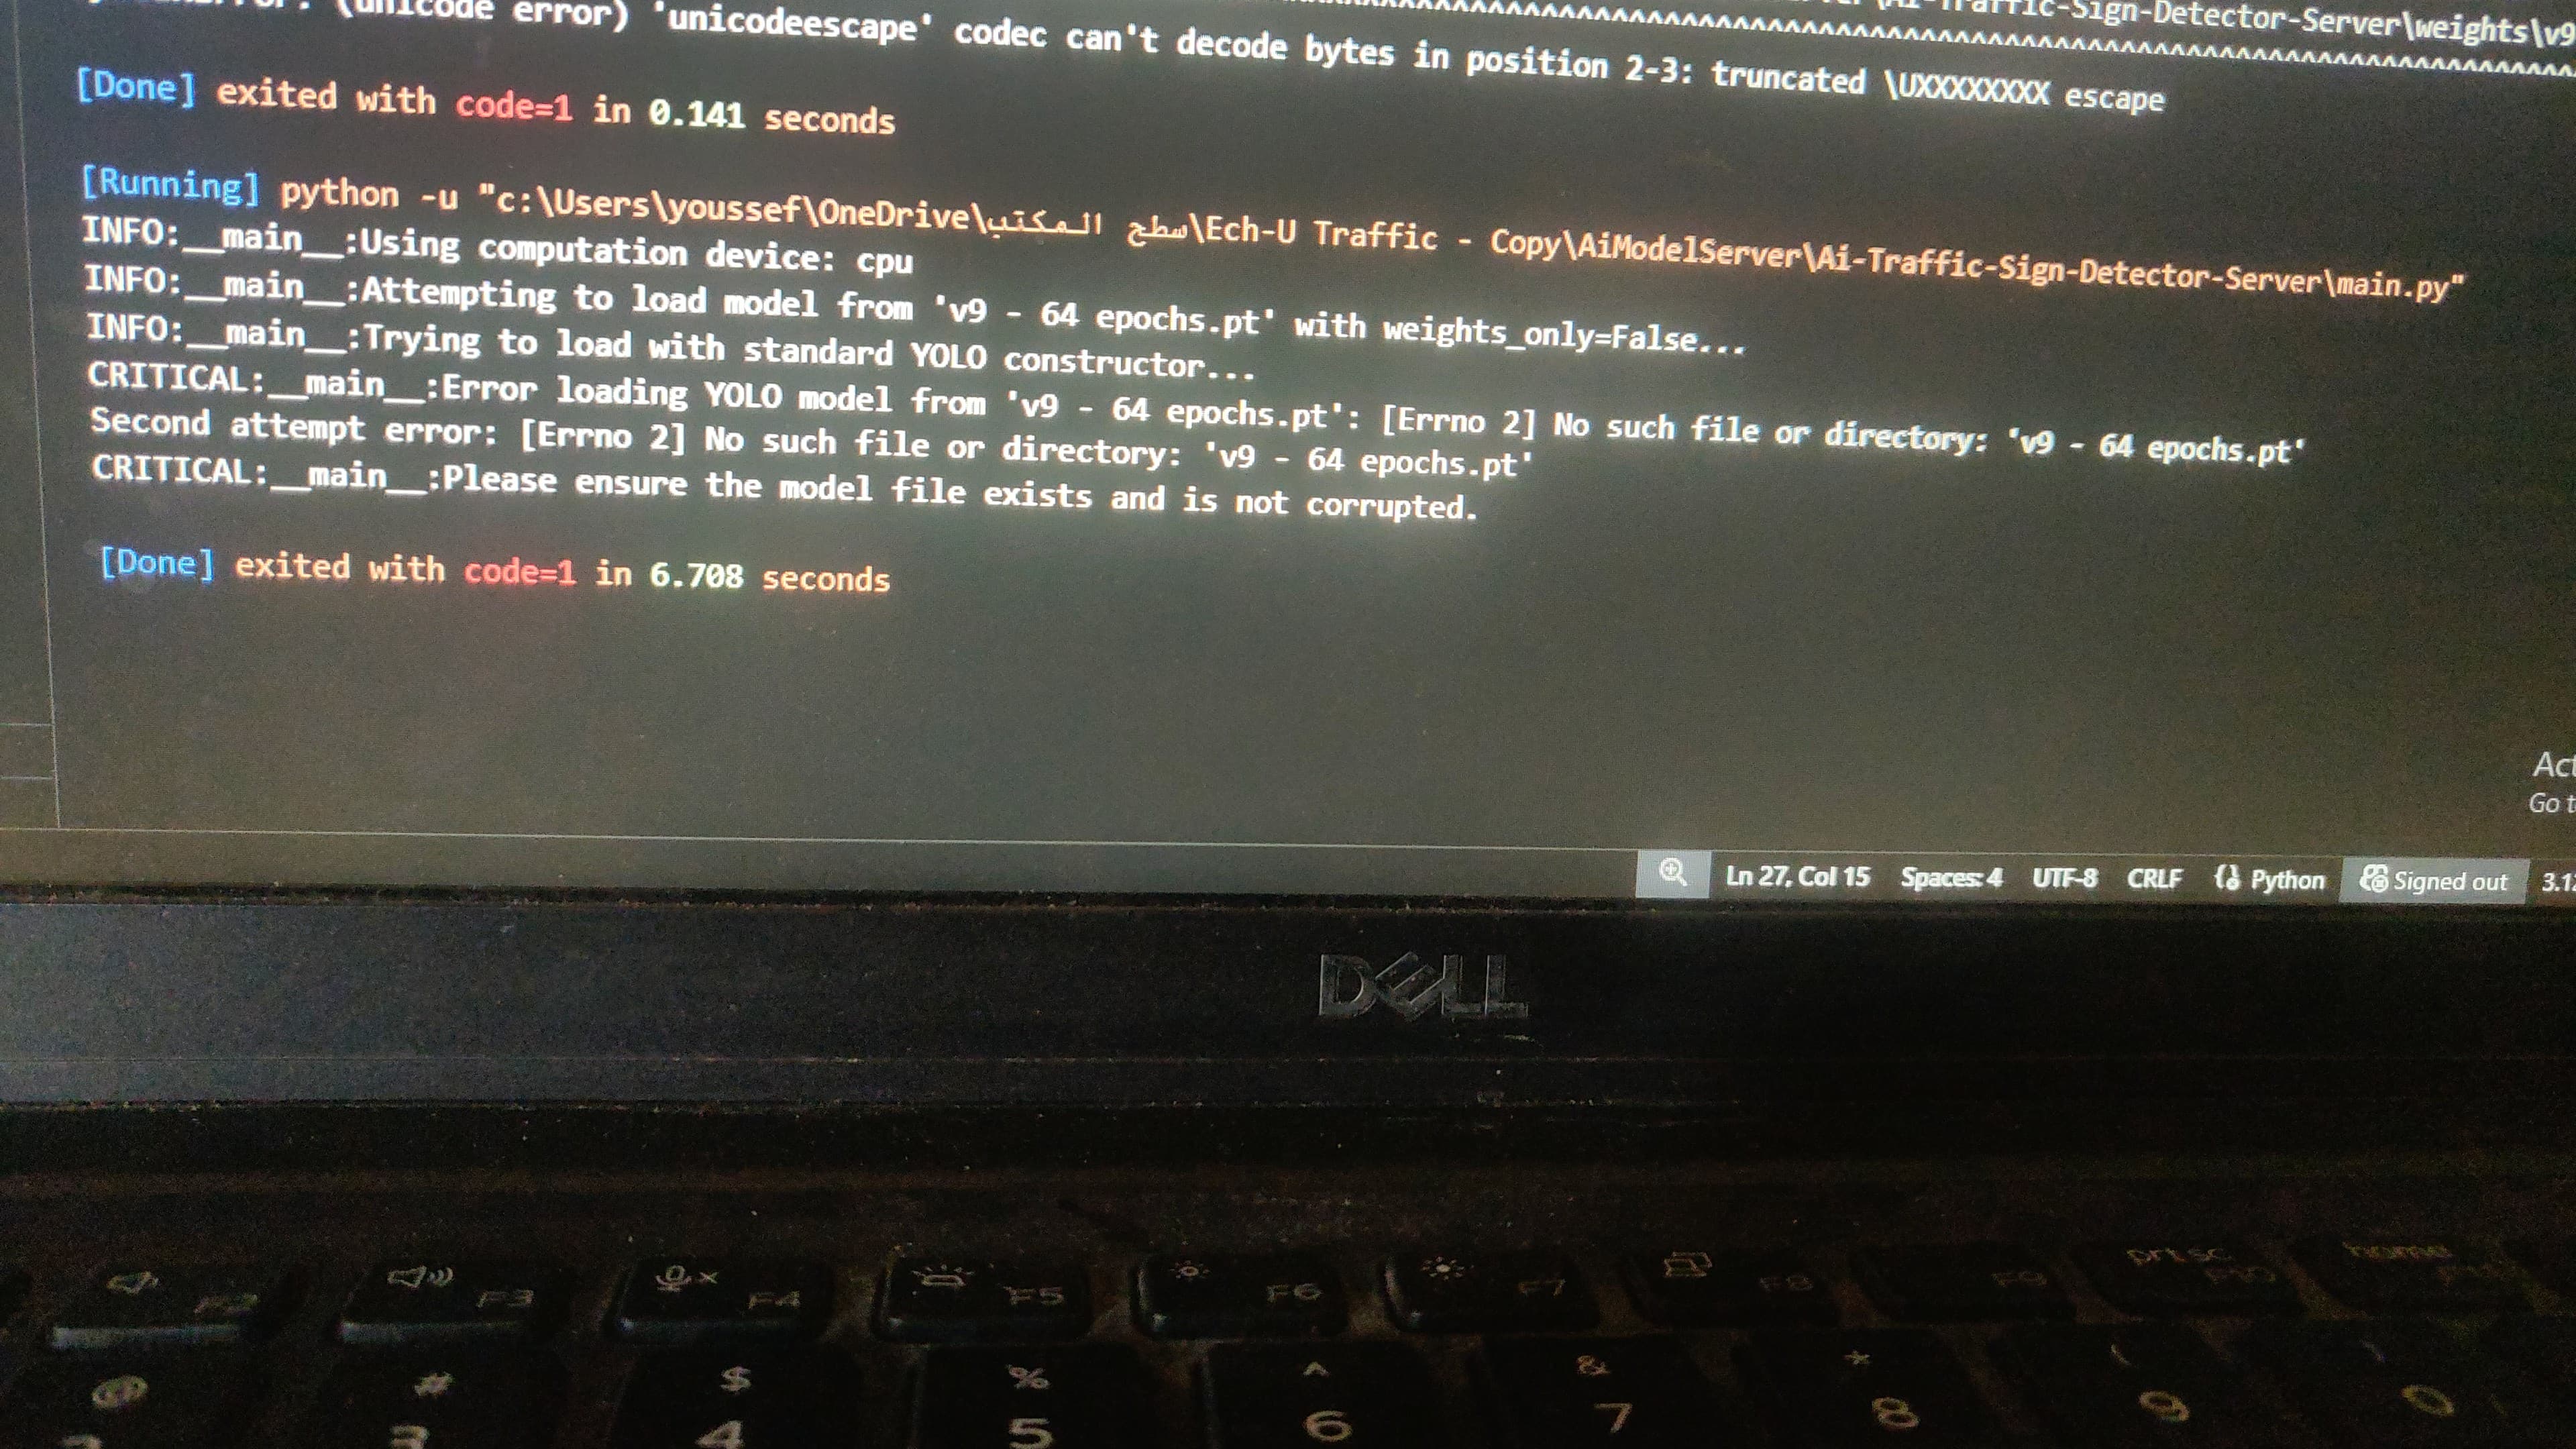 \Ai-Traffic-Sign-Detector-Server\weights\v9
(unicode error) 'unicodeescape' codec can't decode bytes in position 2-3: truncated \UXXXXXXXX escape
[Done] exited with code=1 in 0.141 seconds
[Running] python -u "c:\Users\youssef\OneDrive\سطح المكتب\Ech-U Traffic - Copy\AiModelServer\Ai-Traffic-Sign-Detector-Server\main.py"
INFO:__main__:Using computation device: cpu
INFO:__main__:Attempting to load model from 'v9 - 64 epochs.pt' with weights_only=False...
INFO:__main__:Trying to load with standard YOLO constructor...
CRITICAL:__main__:Error loading YOLO model from 'v9 - 64 epochs.pt': [Errno 2] No such file or directory: 'v9 - 64 epochs.pt'
Second attempt error: [Errno 2] No such file or directory: 'v9 - 64 epochs.pt'
CRITICAL:__main__:Please ensure the model file exists and is not corrupted.
[Done] exited with code=1 in 6.708 seconds
Go t
Ln 27, Col 15 Spaces: 4 UTF-8 CRLF Python Signed out 3.1
DELL
F2 F3 F4 F5 F6 F7 F8 F9 prt sc F10 home
@ # $ % ^ & * (
3 4 5 6 7 8 9 0